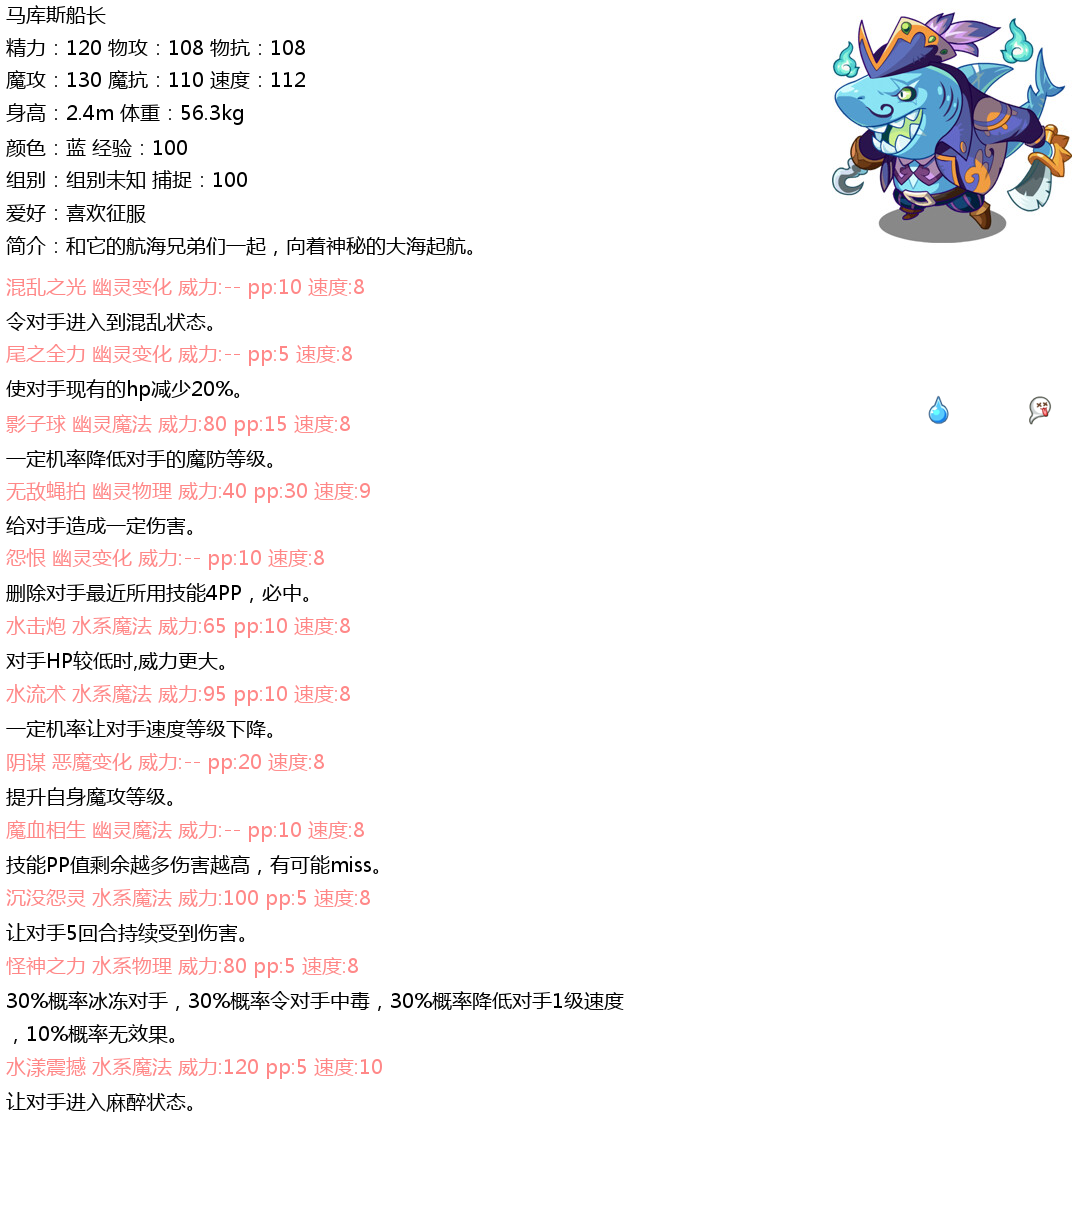 马库斯船长
精力：120 物攻：108 物抗：108
魔攻：130 魔抗：110 速度：112
身高：2.4m 体重：56.3kg
颜色：蓝 经验：100
组别：组别未知 捕捉：100
爱好：喜欢征服
简介：和它的航海兄弟们一起，向着神秘的大海起航。
混乱之光 幽灵变化 威力:-- pp:10 速度:8
令对手进入到混乱状态。
尾之全力 幽灵变化 威力:-- pp:5 速度:8
使对手现有的hp减少20%。
影子球 幽灵魔法 威力:80 pp:15 速度:8
一定机率降低对手的魔防等级。
无敌蝇拍 幽灵物理 威力:40 pp:30 速度:9
给对手造成一定伤害。
怨恨 幽灵变化 威力:-- pp:10 速度:8
删除对手最近所用技能4PP，必中。
水击炮 水系魔法 威力:65 pp:10 速度:8
对手HP较低时,威力更大。
水流术 水系魔法 威力:95 pp:10 速度:8
一定机率让对手速度等级下降。
阴谋 恶魔变化 威力:-- pp:20 速度:8
提升自身魔攻等级。
魔血相生 幽灵魔法 威力:-- pp:10 速度:8
技能PP值剩余越多伤害越高，有可能miss。
沉没怨灵 水系魔法 威力:100 pp:5 速度:8
让对手5回合持续受到伤害。
怪神之力 水系物理 威力:80 pp:5 速度:8
30%概率冰冻对手，30%概率令对手中毒，30%概率降低对手1级速度
，10%概率无效果。
水漾震撼 水系魔法 威力:120 pp:5 速度:10
让对手进入麻醉状态。